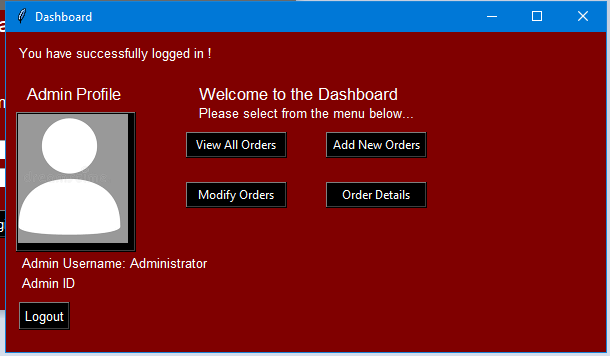 Dashboard
You have successfully logged in !
Admin Profile
Welcome to the Dashboard
Please select from the menu below...
View All Orders
Add New Orders
Modify Orders
Order Details
Admin Username: Administrator
Admin ID
Logout